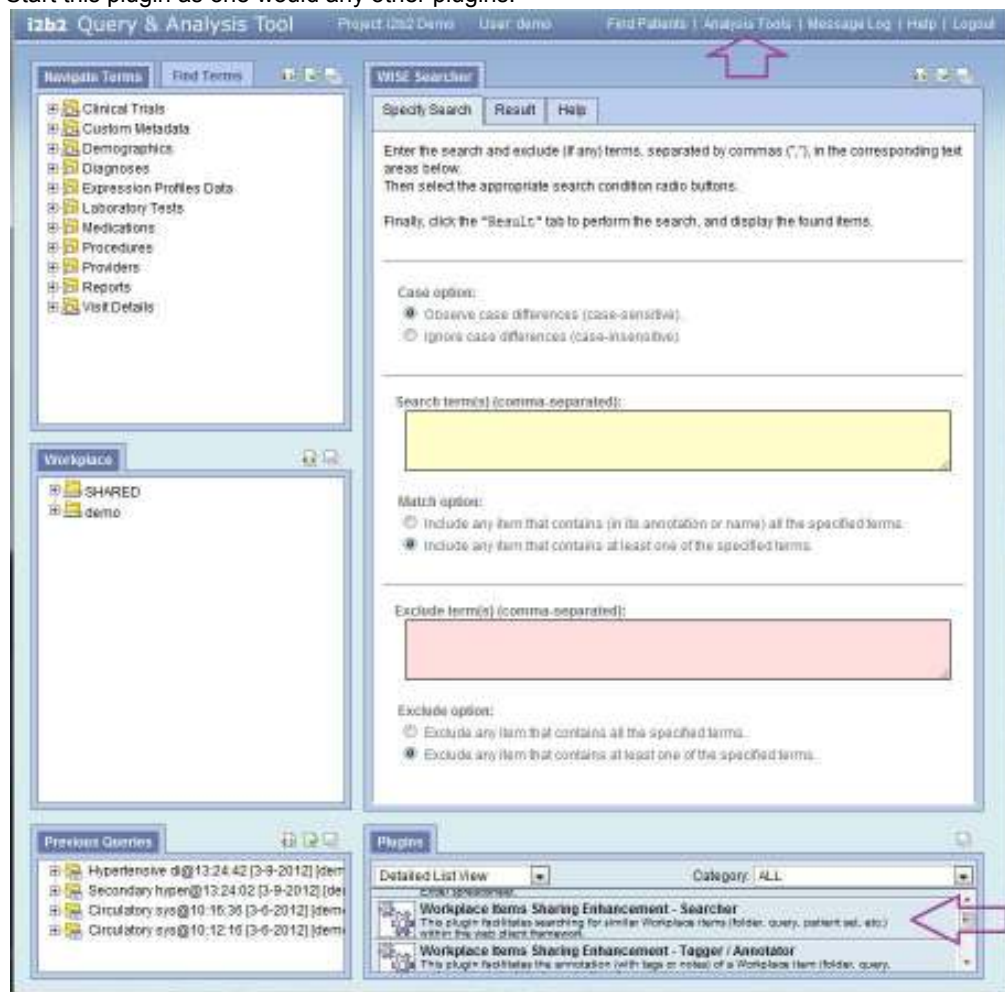 Start this plugin as one would any other plugins.
i2b2 Query & Analysis Tool Project: i2b2 Demo User: demo Find Patients | Analysis Tools | Message Log | Help | Logout
Navigate Terms Find Terms
Clinical Trials
Custom Metadata
Demographics
Diagnoses
Expression Profiles Data
Laboratory Tests
Medications
Procedures
Providers
Reports
Visit Details
Workplace
SHARED
demo
Previous Queries
Hypertensive di@13:24:42 [3-9-2012] [dem
Secondary hyper@13:24:02 [3-9-2012] [de
Circulatory sys@10:16:36 [3-6-2012] [dem
Circulatory sys@10:12:16 [3-6-2012] [dem
WISE Searcher
Specify Search Result Help
Enter the search and exclude (if any) terms, separated by commas (","), in the corresponding text
areas below.
Then select the appropriate search condition radio buttons.
Finally, click the "Result" tab to perform the search, and display the found items.
Case option:
Observe case differences (case-sensitive).
Ignore case differences (case-insensitive)
Search term(s) (comma-separated):
Match option:
Include any item that contains (in its annotation or name) all the specified terms.
Include any item that contains at least one of the specified terms.
Exclude term(s) (comma-separated):
Exclude option:
Exclude any item that contains all the specified terms.
Exclude any item that contains at least one of the specified terms.
Plugins
Detailed List View Category: ALL
Workplace Items Sharing Enhancement - Searcher
This plugin facilitates searching for similar Workplace items (folder, query, patient set, etc.)
within the web client framework.
Workplace Items Sharing Enhancement - Tagger / Annotator
This plugin facilitates the annotation (with tags or notes) of a Workplace item (folder, query,